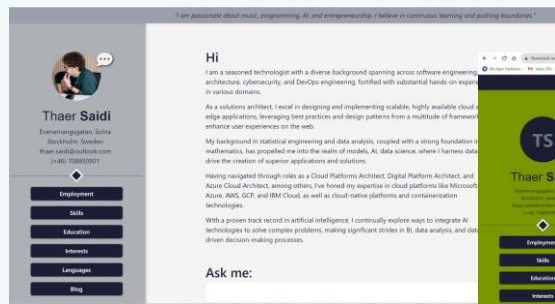 "I am passionate about music, programming, AI, and entrepreneurship. I believe in continuous learning and pushing boundaries."
Thaer Saidi
Evenemangsgatan, Solna
Stockholm, Sweden
thaer.said@outlook.com
(+46) 708850901
Employment
Skills
Education
Interests
Languages
Blog
Hi
I am a seasoned technologist with a diverse background spanning across software engineering,
architecture, cybersecurity, and DevOps engineering, fortified with substantial hands-on experi
in various domains.
As a solutions architect, I excel in designing and implementing scalable, highly available cloud a
edge applications, leveraging best practices and design patterns from a multitude of framework
enhance user experiences on the web.
My background in statistical engineering and data analysis, coupled with a strong foundation in
mathematics, has propelled me into the realm of models, AI, data science, where I harness data
drive the creation of superior applications and solutions.
Having navigated through roles as a Cloud Platforms Architect, Digital Platform Architect, and
Azure Cloud Architect, among others, I've honed my expertise in cloud platforms like Microsoft
Azure, AWS, GCP, and IBM Cloud, as well as cloud-native platforms and containerization
technologies.
With a proven track record in artificial intelligence, I continually explore ways to integrate AI
technologies to solve complex problems, making significant strides in BI, data analysis, and data
driven decision-making processes.
Ask me:
TS
Thaer S
Employmen
Skills
Education
Interests